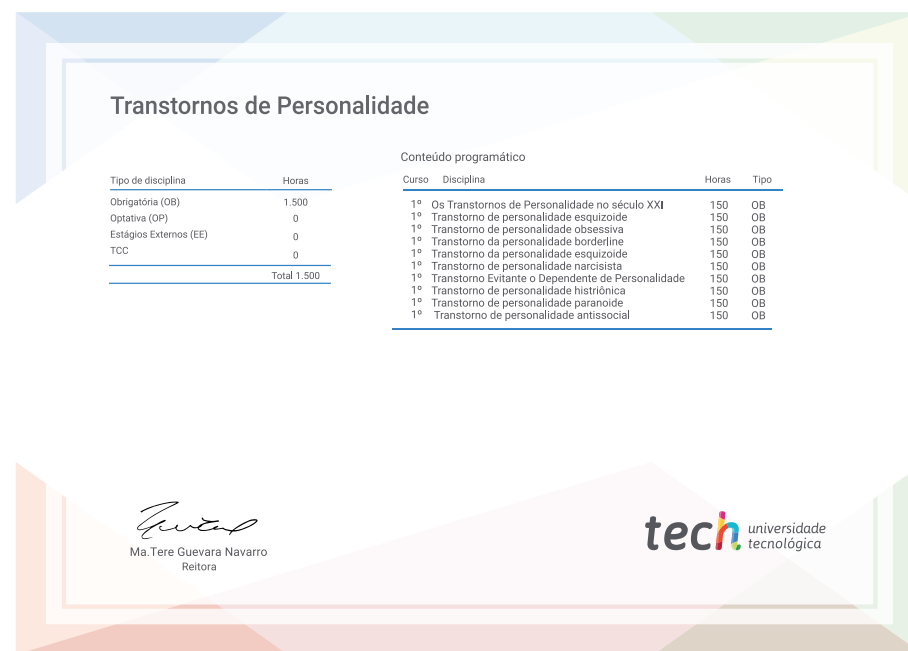 Transtornos de Personalidade
Tipo de disciplina Horas
Obrigatória (OB) 1.500
Optativa (OP) 0
Estágios Externos (EE) 0
TCC 0
Total 1.500
Conteúdo programático
Curso Disciplina Horas Tipo
1º Os Transtornos de Personalidade no século XXI 150 OB
1º Transtorno de personalidade esquizoide 150 OB
1º Transtorno de personalidade obsessiva 150 OB
1º Transtorno da personalidade borderline 150 OB
1º Transtorno da personalidade esquizoide 150 OB
1º Transtorno de personalidade narcisista 150 OB
1º Transtorno Evitante o Dependente de Personalidade 150 OB
1º Transtorno de personalidade histriônica 150 OB
1º Transtorno de personalidade paranoide 150 OB
1º Transtorno de personalidade antissocial 150 OB
Ma.Tere Guevara Navarro
Reitora
tech universidade
tecnológica